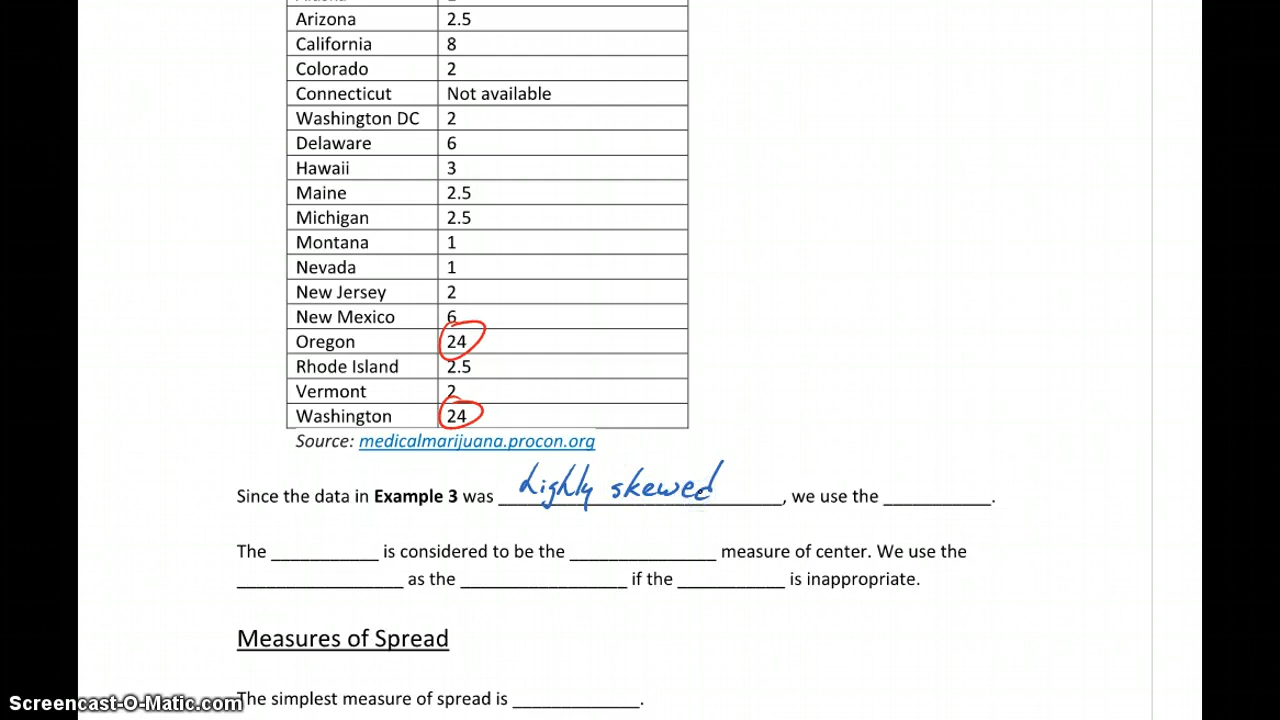 Arizona 2.5
California 8
Colorado 2
Connecticut Not available
Washington DC 2
Delaware 6
Hawaii 3
Maine 2.5
Michigan 2.5
Montana 1
Nevada 1
New Jersey 2
New Mexico 6
Oregon 24
Rhode Island 2.5
Vermont 2
Washington 24
Source: medicalmarijuana.procon.org
Since the data in Example 3 was highly skewed, we use the ___________.
The ___________ is considered to be the _______________ measure of center. We use the
_________________ as the _________________ if the ___________ is inappropriate.
Measures of Spread
The simplest measure of spread is _____________.
Screencast-O-Matic.com